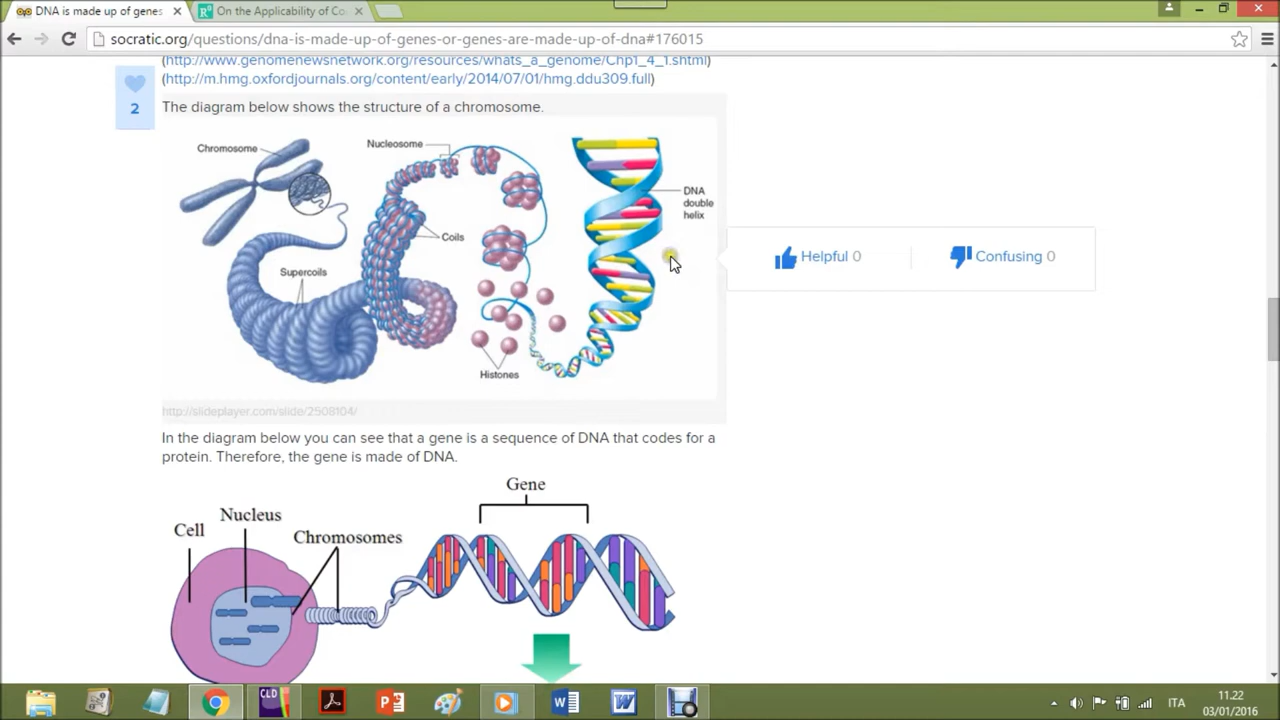 DNA is made up of genes
On the Applicability of Co
socratic.org/questions/dna-is-made-up-of-genes-or-genes-are-made-up-of-dna#176015
(http://www.genomenewsnetwork.org/resources/whats_a_genome/Chp1_4_1.shtml)
(http://m.hmg.oxfordjournals.org/content/early/2014/07/01/hmg.ddu309.full)
2
The diagram below shows the structure of a chromosome.
Chromosome
Nucleosome
DNA
double
helix
Coils
Supercoils
Histones
Helpful 0
Confusing 0
http://slideplayer.com/slide/2508104/
In the diagram below you can see that a gene is a sequence of DNA that codes for a
protein. Therefore, the gene is made of DNA.
Gene
Nucleus
Cell
Chromosomes
CLD
ITA
11.22
03/01/2016